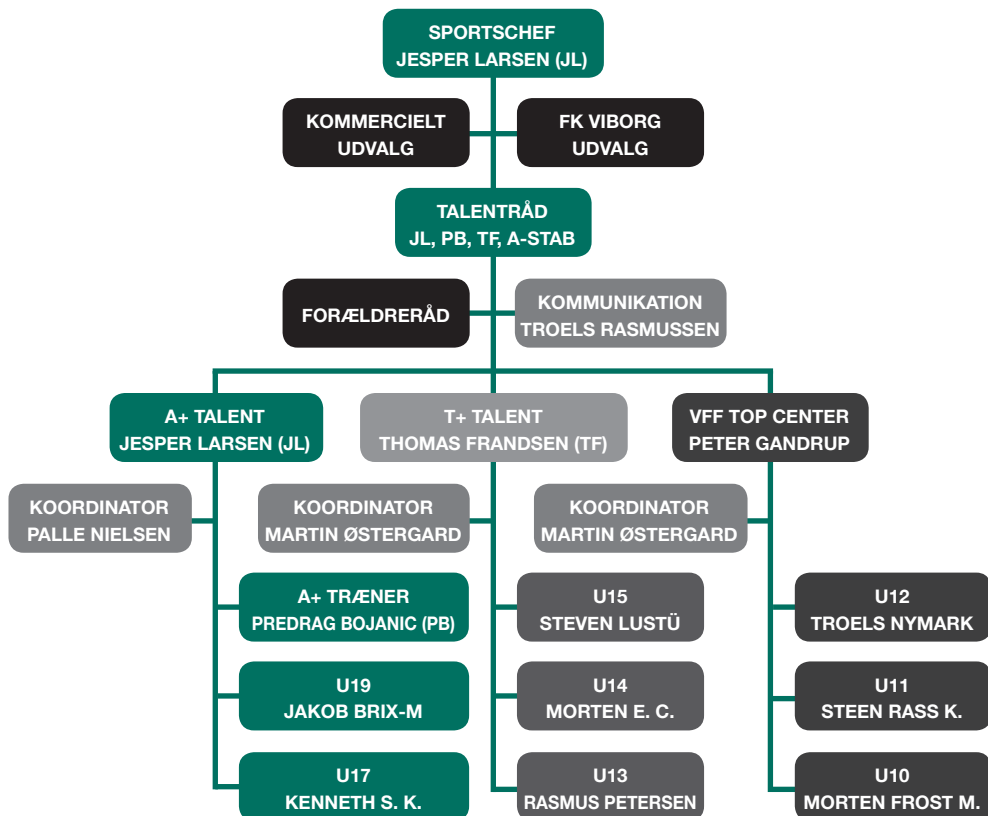 SPORTSCHEF
JESPER LARSEN (JL)
KOMMERCIELT
UDVALG
FK VIBORG
UDVALG
TALENTRÅD
JL, PB, TF, A-STAB
FORÆLDRERÅD
KOMMUNIKATION
TROELS RASMUSSEN
A+ TALENT
JESPER LARSEN (JL)
T+ TALENT
THOMAS FRANDSEN (TF)
VFF TOP CENTER
PETER GANDRUP
KOORDINATOR
PALLE NIELSEN
KOORDINATOR
MARTIN ØSTERGARD
KOORDINATOR
MARTIN ØSTERGARD
A+ TRÆNER
PREDRAG BOJANIC (PB)
U15
STEVEN LUSTÜ
U12
TROELS NYMARK
U19
JAKOB BRIX-M
U14
MORTEN E. C.
U11
STEEN RASS K.
U17
KENNETH S. K.
U13
RASMUS PETERSEN
U10
MORTEN FROST M.